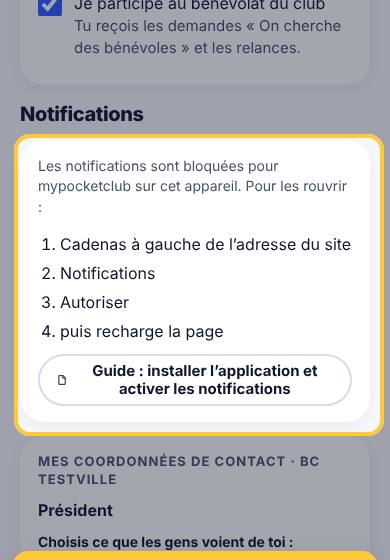 Je participe au bénévolat du club
Tu reçois les demandes « On cherche
des bénévoles » et les relances.
Notifications
Les notifications sont bloquées pour
mypocketclub sur cet appareil. Pour les rouvrir
:
1. Cadenas à gauche de l’adresse du site
2. Notifications
3. Autoriser
4. puis recharge la page
Guide : installer l’application et
activer les notifications
MES COORDONNÉES DE CONTACT · BC
TESTVILLE
Président
Choisis ce que les gens voient de toi :